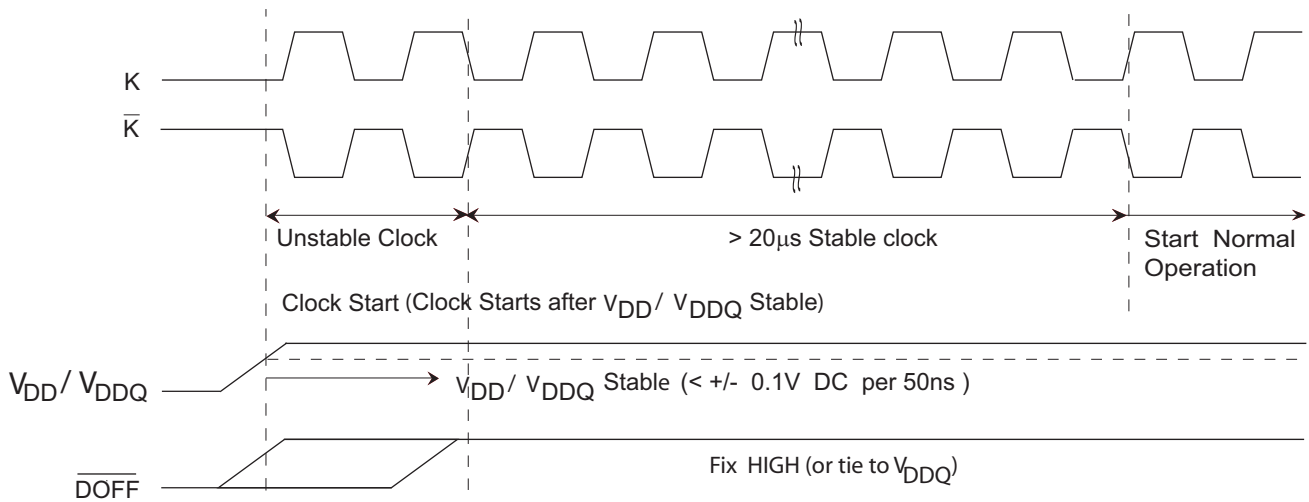 K
K̅
Unstable Clock
> 20μs Stable clock
Start Normal
Operation
Clock Start (Clock Starts after VDD / VDDQ Stable)
VDD / VDDQ
VDD / VDDQ Stable (< +/- 0.1V DC per 50ns )
D̅O̅F̅F̅
Fix HIGH (or tie to VDDQ)